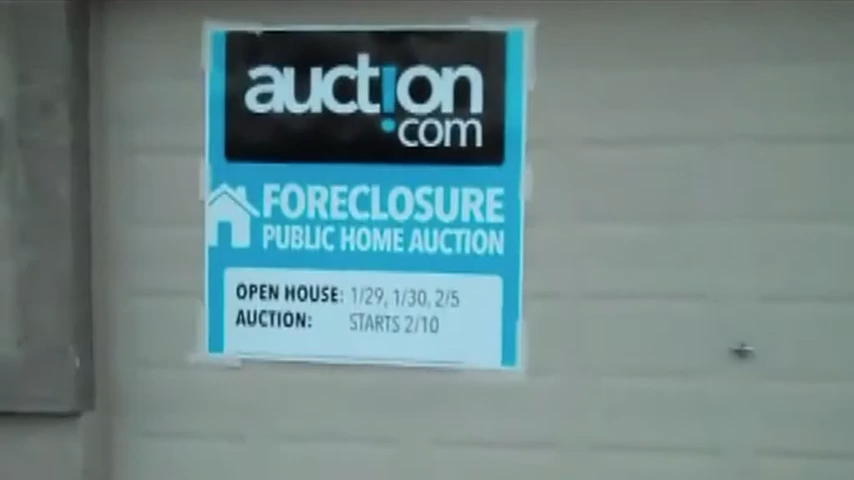 auction
.com
FORECLOSURE
PUBLIC HOME AUCTION
OPEN HOUSE: 1/29, 1/30, 2/5
AUCTION: STARTS 2/10